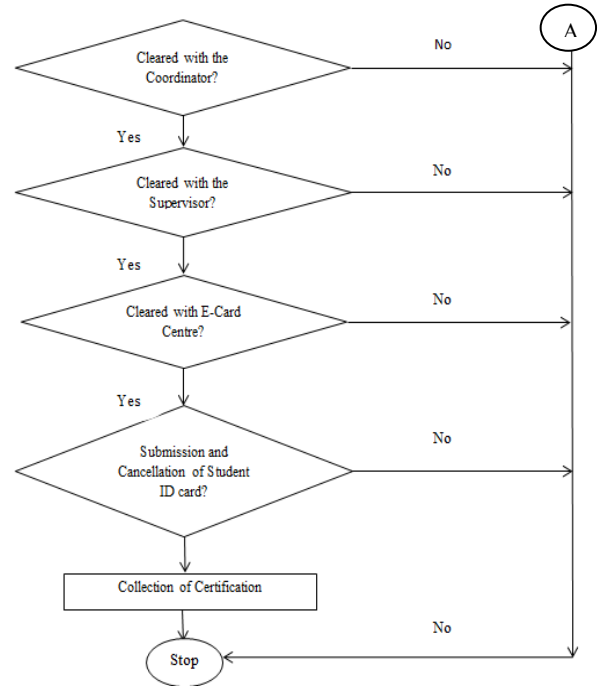 A
No
Cleared with the
Coordinator?
Yes
No
Cleared with the
Supervisor?
Yes
No
Cleared with E-Card
Centre?
Yes
No
Submission and
Cancellation of Student
ID card?
Collection of Certification
No
Stop